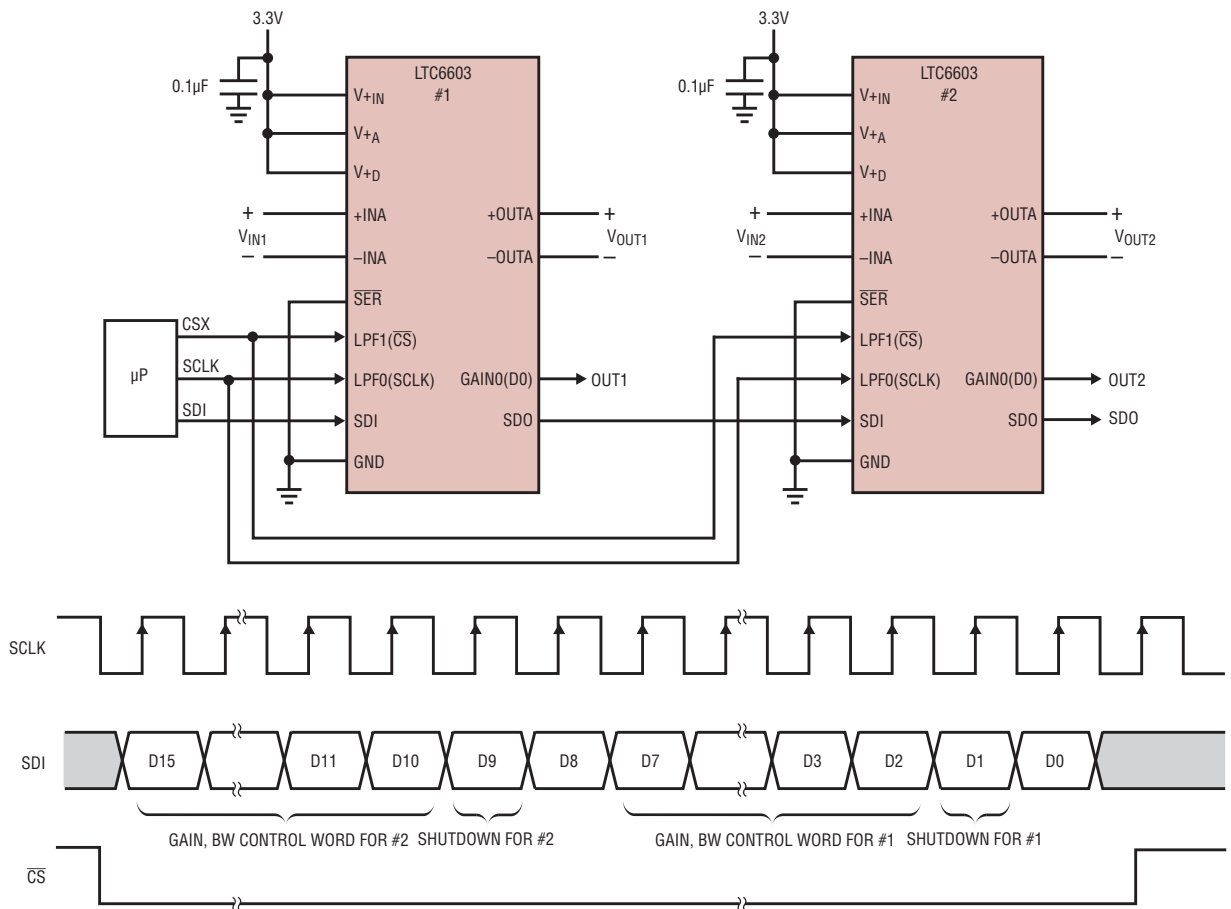 3.3V
0.1µF
LTC6603
#1
V+IN
V+A
V+D
+INA
–INA
SER
LPF1(CS)
LPF0(SCLK)
SDI
GND
+OUTA
–OUTA
GAIN0(D0)
SDO
+
VIN1
–
+
VOUT1
–
OUT1
µP
CSX
SCLK
SDI
3.3V
0.1µF
LTC6603
#2
V+IN
V+A
V+D
+INA
–INA
SER
LPF1(CS)
LPF0(SCLK)
SDI
GND
+OUTA
–OUTA
GAIN0(D0)
SDO
+
VIN2
–
+
VOUT2
–
OUT2
SDO
SCLK
SDI
D15 D11 D10 D9 D8 D7 D3 D2 D1 D0
GAIN, BW CONTROL WORD FOR #2 SHUTDOWN FOR #2 GAIN, BW CONTROL WORD FOR #1 SHUTDOWN FOR #1
CS